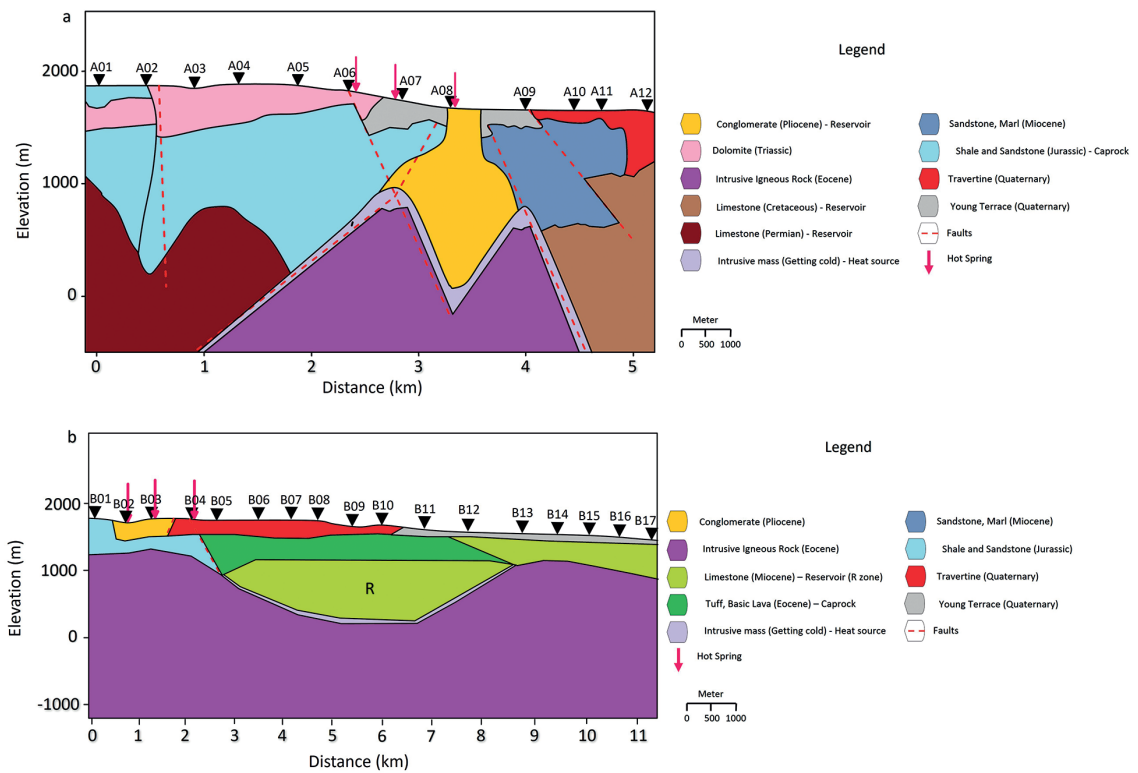 a
A01 A02 A03 A04 A05 A06 A07 A08 A09 A10 A11 A12
2000
1000
0
Elevation (m)
0 1 2 3 4 5
Distance (km)
Legend
Conglomerate (Pliocene) - Reservoir
Dolomite (Triassic)
Intrusive Igneous Rock (Eocene)
Limestone (Cretaceous) - Reservoir
Limestone (Permian) - Reservoir
Intrusive mass (Getting cold) - Heat source
Sandstone, Marl (Miocene)
Shale and Sandstone (Jurassic) - Caprock
Travertine (Quaternary)
Young Terrace (Quaternary)
Faults
Hot Spring
Meter
0 500 1000
b
B01 B02 B03 B04 B05 B06 B07 B08 B09 B10 B11 B12 B13 B14 B15 B16 B17
2000
1000
0
-1000
Elevation (m)
R
0 1 2 3 4 5 6 7 8 9 10 11
Distance (km)
Legend
Conglomerate (Pliocene)
Intrusive Igneous Rock (Eocene)
Limestone (Miocene) – Reservoir (R zone)
Tuff, Basic Lava (Eocene) – Caprock
Intrusive mass (Getting cold) - Heat source
Hot Spring
Sandstone, Marl (Miocene)
Shale and Sandstone (Jurassic)
Travertine (Quaternary)
Young Terrace (Quaternary)
Faults
Meter
0 500 1000